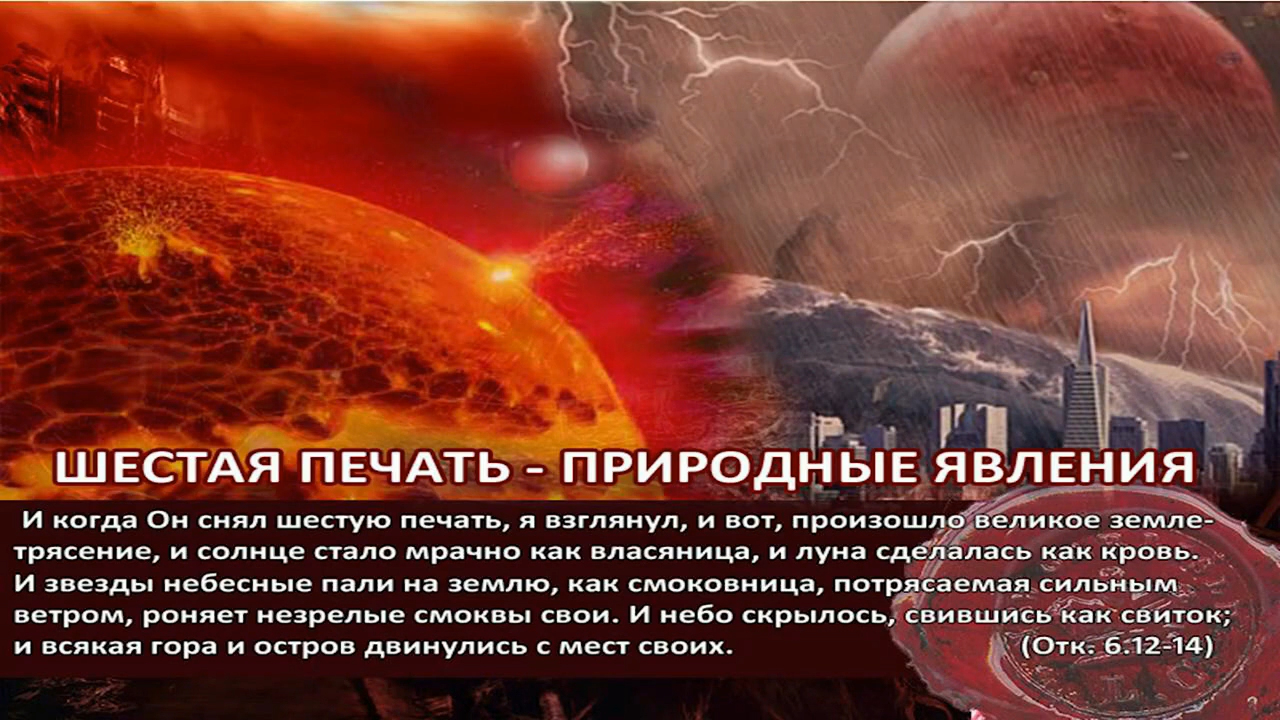 ШЕСТАЯ ПЕЧАТЬ - ПРИРОДНЫЕ ЯВЛЕНИЯ
И когда Он снял шестую печать, я взглянул, и вот, произошло великое земле-
трясение, и солнце стало мрачно как власяница, и луна сделалась как кровь.
И звезды небесные пали на землю, как смоковница, потрясаемая сильным
ветром, роняет незрелые смоквы свои. И небо скрылось, свившись как свиток;
и всякая гора и остров двинулись с мест своих. (Отк. 6.12-14)